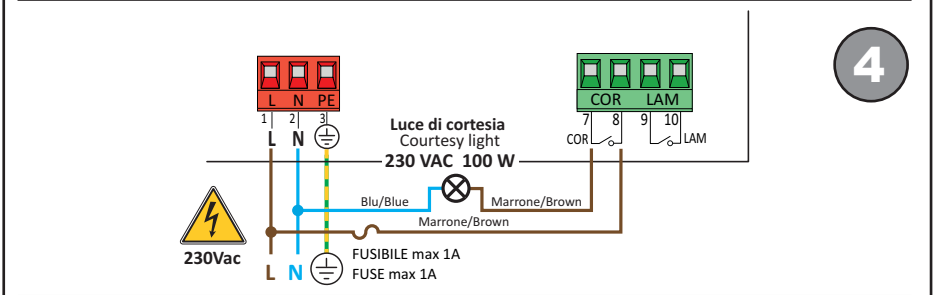 4
L N PE
1 2 3
L N
COR LAM
7 8 9 10
COR LAM
Luce di cortesia
Courtesy light
230 VAC 100 W
Blu/Blue
Marrone/Brown
Marrone/Brown
230Vac
L N
FUSIBILE max 1A
FUSE max 1A